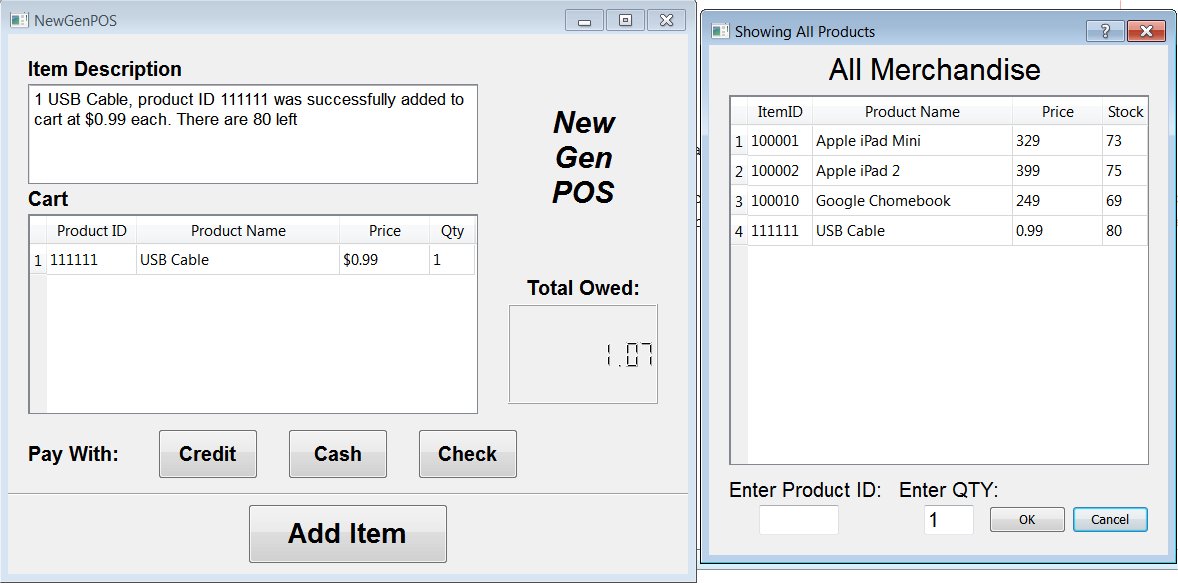 NewGenPOS
Item Description
1 USB Cable, product ID 111111 was successfully added to
cart at $0.99 each. There are 80 left
New
Gen
POS
Cart
Product ID Product Name Price Qty
1 111111 USB Cable $0.99 1
Total Owed:
1.07
Pay With: Credit Cash Check
Add Item
Showing All Products
All Merchandise
ItemID Product Name Price Stock
1 100001 Apple iPad Mini 329 73
2 100002 Apple iPad 2 399 75
3 100010 Google Chomebook 249 69
4 111111 USB Cable 0.99 80
Enter Product ID: Enter QTY:
1 OK Cancel